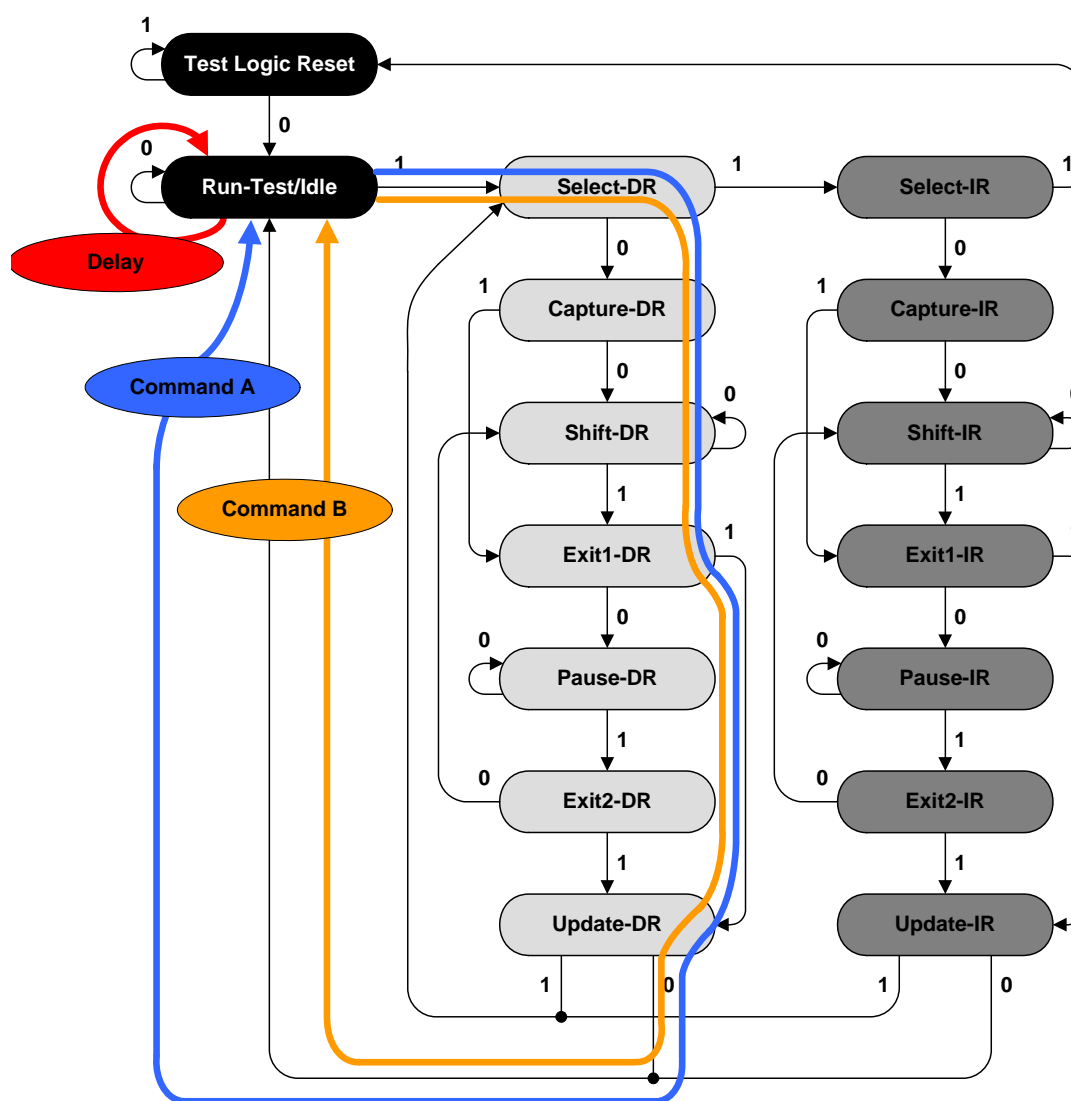 1
Test Logic Reset
0
0
Run-Test/Idle
1
Select-DR
1
Select-IR
1
Delay
0
0
1
Capture-DR
1
Capture-IR
0
0
Command A
Shift-DR
0
Shift-IR
0
1
1
Command B
Exit1-DR
1
Exit1-IR
1
0
0
0
Pause-DR
0
Pause-IR
1
1
0
Exit2-DR
0
Exit2-IR
1
1
Update-DR
Update-IR
1
0
1
0